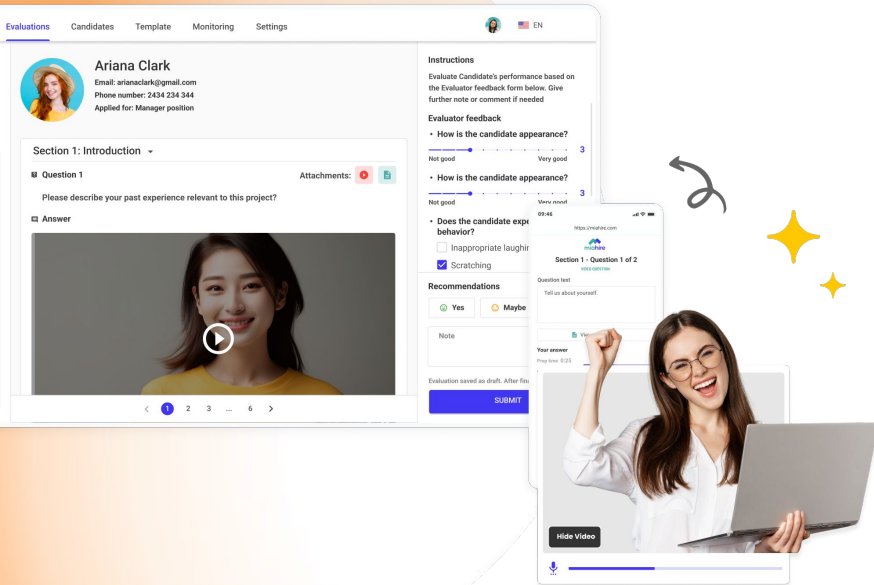 Evaluations Candidates Template Monitoring Settings EN
Ariana Clark
Email: arianaclark@gmail.com
Phone number: 2434 234 344
Applied for: Manager position
Section 1: Introduction
Question 1 Attachments:
Please describe your past experience relevant to this project?
Answer
1 2 3 ... 6
Instructions
Evaluate Candidate's performance based on
the Evaluator feedback form below. Give
further note or comment if needed
Evaluator feedback
• How is the candidate appearance?
3
Not good Very good
• How is the candidate appearance?
3
Not good Very good
• Does the candidate
behavior?
Inappropriate
Scratching
Recommendations
Yes Maybe
Note
Evaluation saved as draft. After
SUBMIT
09:46
https://miahire.com
miahire
Section 1 - Question 1 of 2
VIDEO QUESTION
Question text
Tell us about yourself.
Your answer
Prep time 0:25
Hide Video